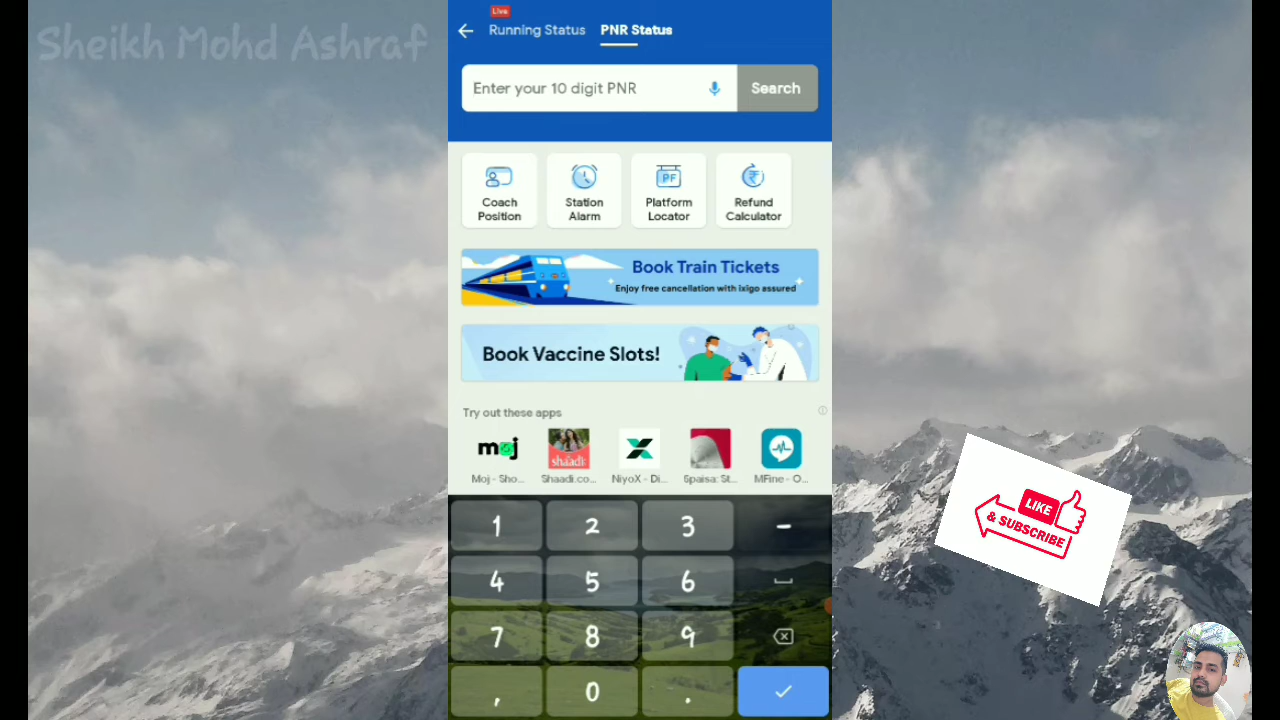 Sheikh Mohd Ashraf
Live
Running Status PNR Status
Enter your 10 digit PNR Search
Coach Position
Station Alarm
Platform Locator
Refund Calculator
PF
Book Train Tickets
Enjoy free cancellation with ixigo assured
Book Vaccine Slots!
Try out these apps
moj
shaadi
Moj - Sho... Shaadi.co... NiyoX - Di... 5paisa: St... MFine - O...
LIKE
& SUBSCRIBE
1 2 3 -
4 5 6
7 8 9
, 0 .